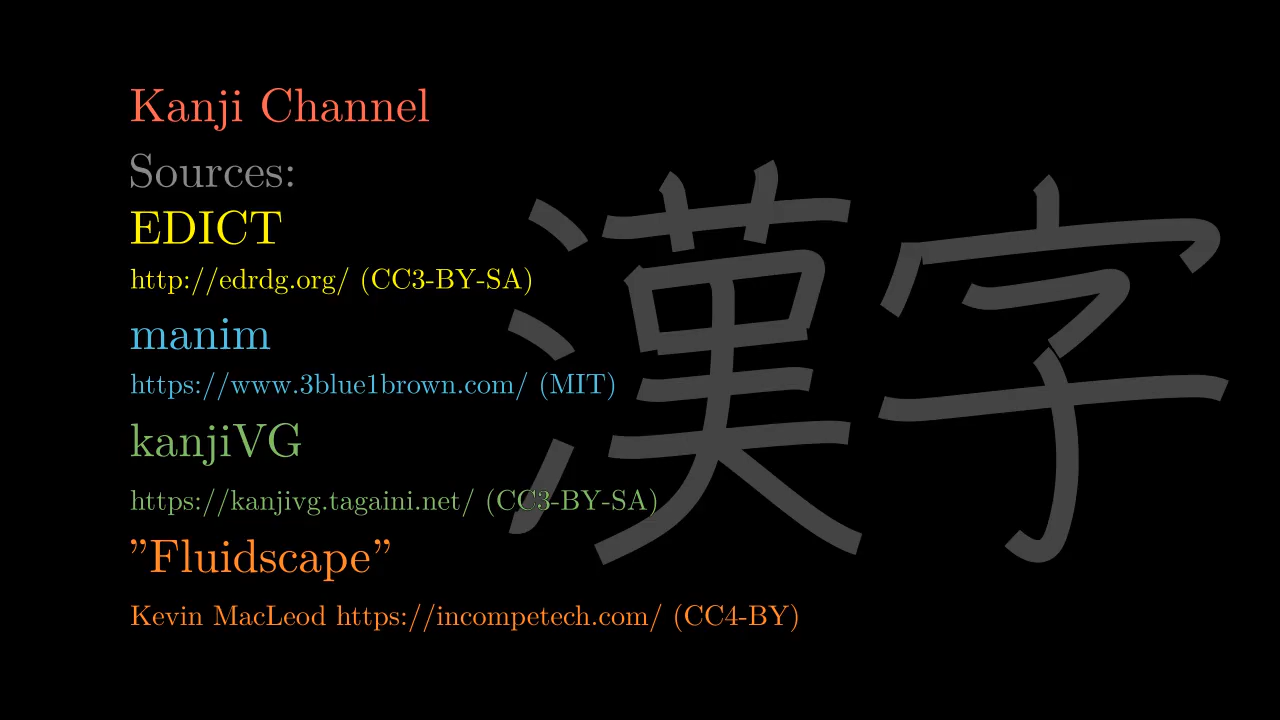 Kanji Channel
Sources:
EDICT
http://edrdg.org/ (CC3-BY-SA)
manim
https://www.3blue1brown.com/ (MIT)
kanjiVG
https://kanjivg.tagaini.net/ (CC3-BY-SA)
”Fluidscape”
Kevin MacLeod https://incompetech.com/ (CC4-BY)
漢字